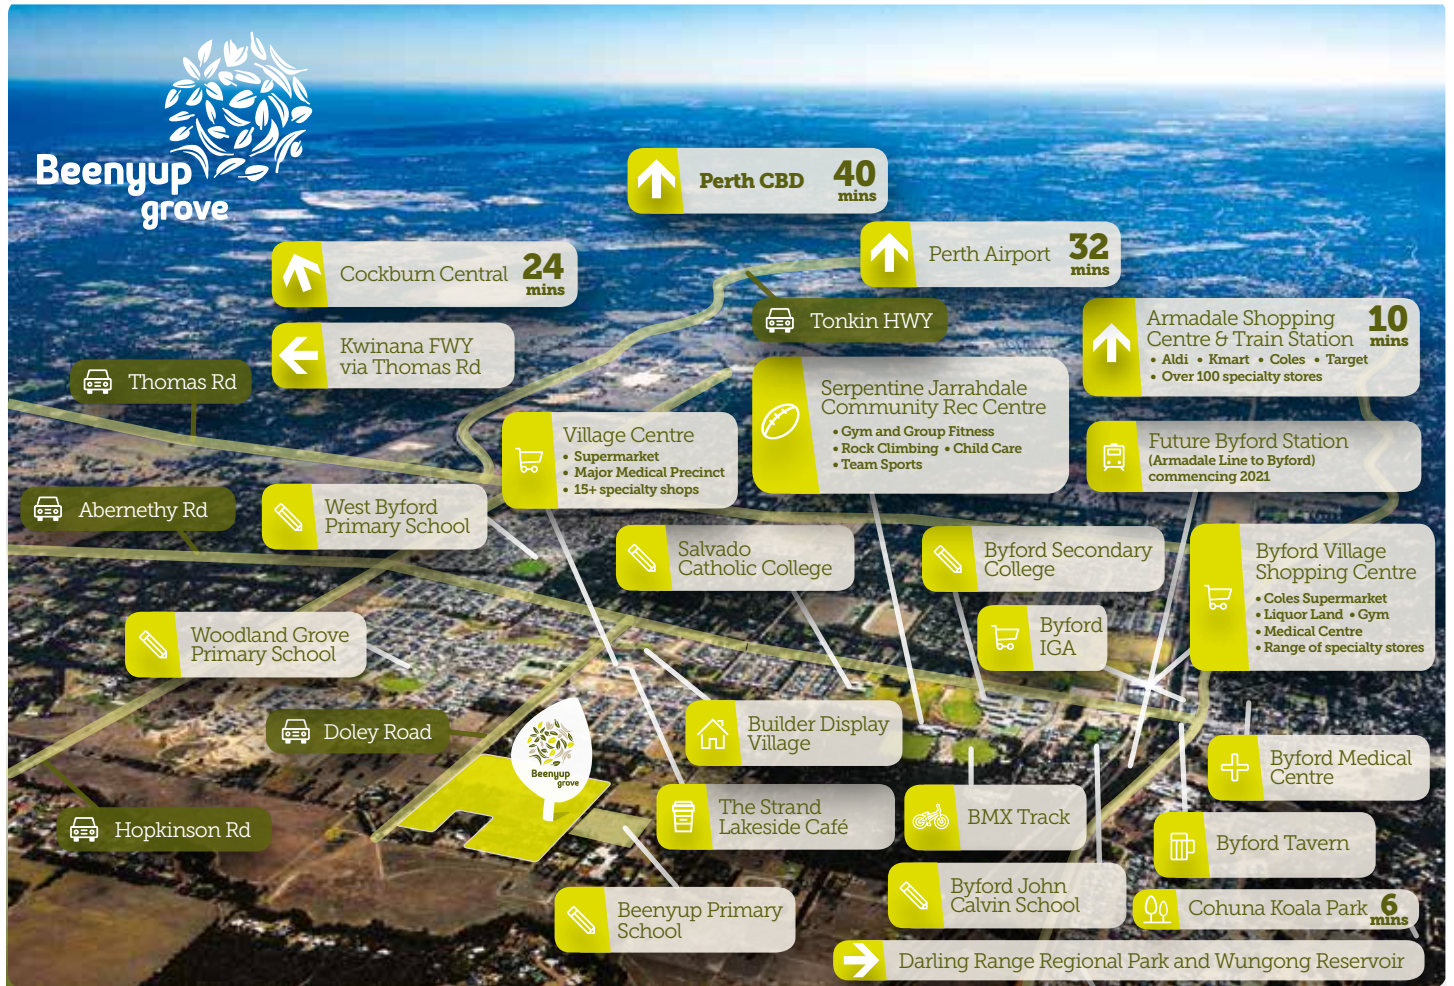 Beenyup
grove
Perth CBD 40
mins
Perth Airport 32
mins
Cockburn Central 24
mins
Kwinana FWY
via Thomas Rd
Tonkin HWY
Armadale Shopping
Centre & Train Station 10
mins
• Aldi • Kmart • Coles • Target
• Over 100 specialty stores
Thomas Rd
Serpentine Jarrahdale
Community Rec Centre
• Gym and Group Fitness
• Rock Climbing • Child Care
• Team Sports
Village Centre
• Supermarket
• Major Medical Precinct
• 15+ specialty shops
Future Byford Station
(Armadale Line to Byford)
commencing 2021
Abernethy Rd
West Byford
Primary School
Salvado
Catholic College
Byford Secondary
College
Byford Village
Shopping Centre
• Coles Supermarket
• Liquor Land • Gym
• Medical Centre
• Range of specialty stores
Woodland Grove
Primary School
Byford
IGA
Doley Road
Beenyup
grove
Builder Display
Village
Byford Medical
Centre
Hopkinson Rd
The Strand
Lakeside Café
BMX Track
Byford Tavern
Beenyup Primary
School
Byford John
Calvin School
Cohuna Koala Park 6
mins
Darling Range Regional Park and Wungong Reservoir